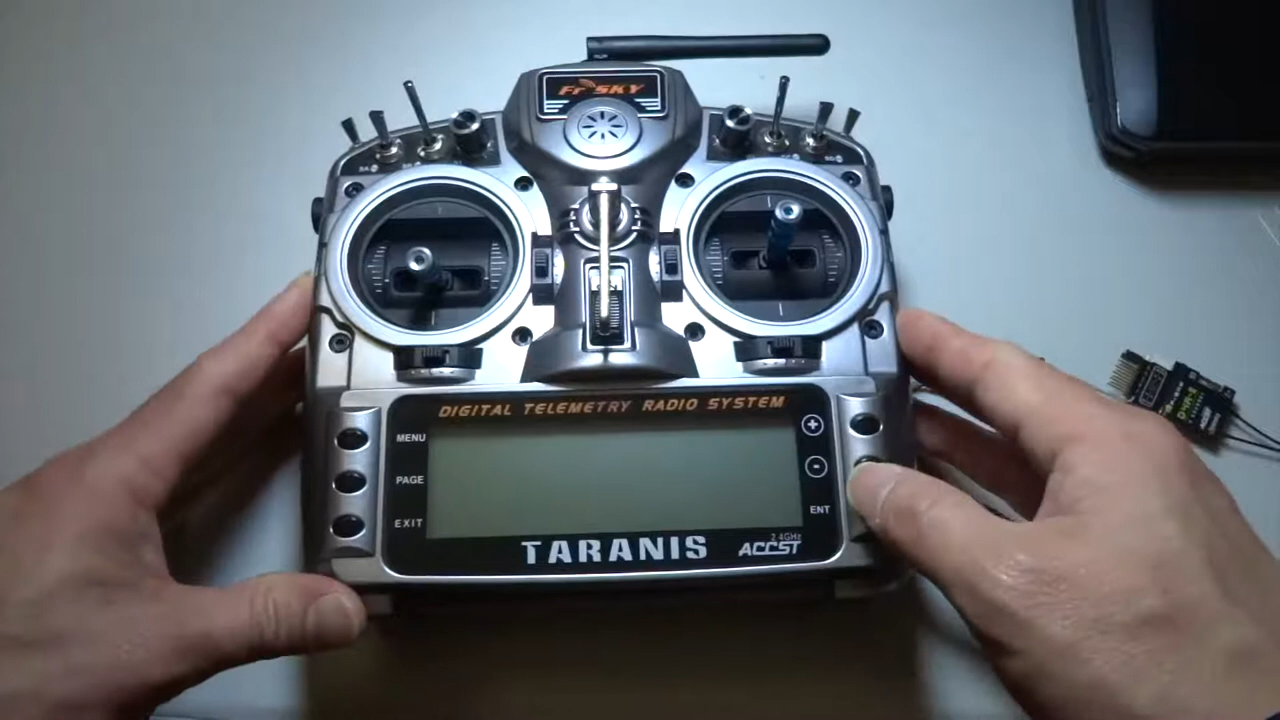 FrSKY
DIGITAL TELEMETRY RADIO SYSTEM
MENU
PAGE
EXIT
+
-
ENT
TARANIS
2.4GHz
ACCST